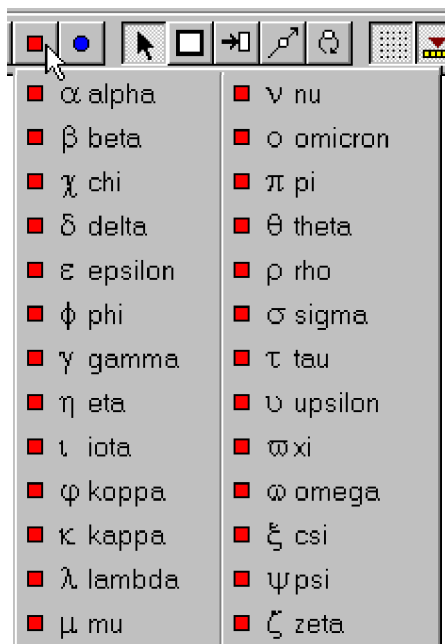 α alpha
β beta
χ chi
δ delta
ε epsilon
ϕ phi
γ gamma
η eta
ι iota
φ koppa
κ kappa
λ lambda
μ mu
ν nu
ο omicron
π pi
θ theta
ρ rho
σ sigma
τ tau
υ upsilon
ϖ xi
ω omega
ξ csi
ψ psi
ζ zeta